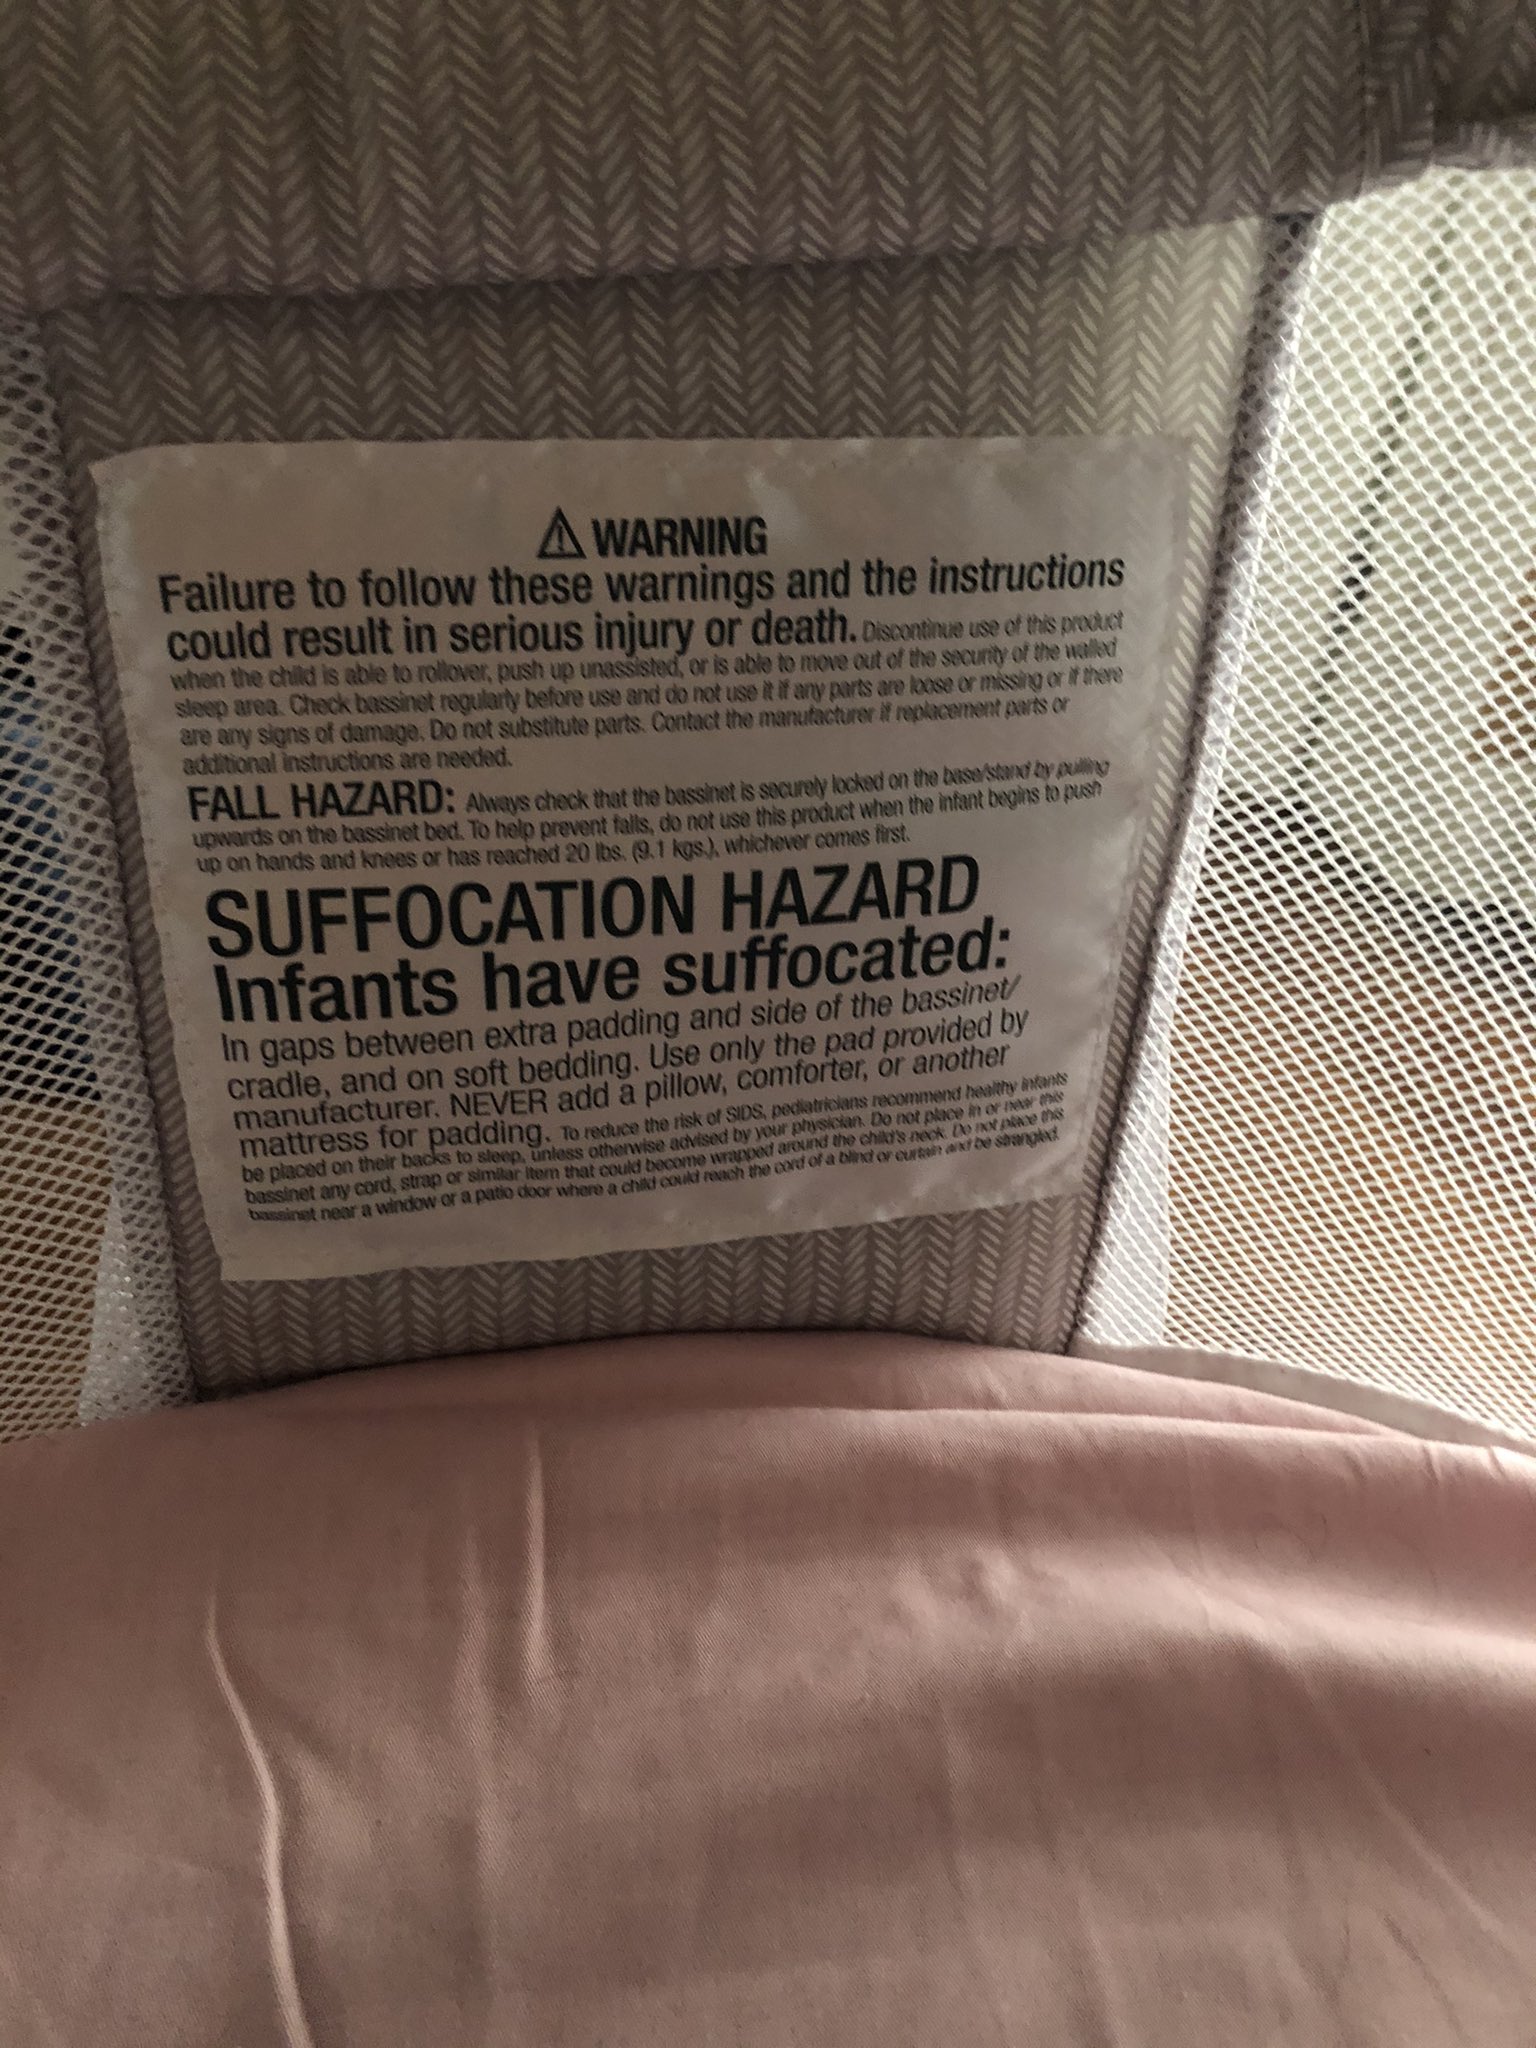 ⚠ WARNING
Failure to follow these warnings and the instructions
could result in serious injury or death. Discontinue use of this product
when the child is able to rollover, push up unassisted, or is able to move out of the security of the walled
sleep area. Check bassinet regularly before use and do not use it if any parts are loose or missing or if there
are any signs of damage. Do not substitute parts. Contact the manufacturer if replacement parts or
additional instructions are needed.
FALL HAZARD: Always check that the bassinet is securely locked on the base/stand by pulling
upwards on the bassinet bed. To help prevent falls, do not use this product when the infant begins to push
up on hands and knees or has reached 20 lbs. (9.1 kgs.), whichever comes first.
SUFFOCATION HAZARD
Infants have suffocated:
In gaps between extra padding and side of the bassinet/
cradle, and on soft bedding. Use only the pad provided by
manufacturer. NEVER add a pillow, comforter, or another
mattress for padding. To reduce the risk of SIDS, pediatricians recommend healthy infants
be placed on their backs to sleep, unless otherwise advised by your physician. Do not place in or near this
bassinet any cord, strap or similar item that could become wrapped around the child's neck. Do not place this
bassinet near a window or a patio door where a child could reach the cord of a blind or curtain and be strangled.